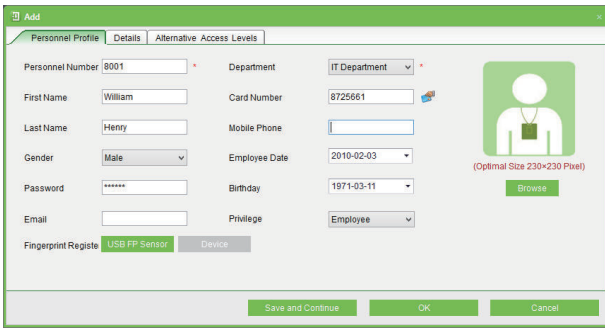 Add
Personnel Profile Details Alternative Access Levels
Personnel Number 8001 * Department IT Department *
First Name William Card Number 8725661
Last Name Henry Mobile Phone
Gender Male Employee Date 2010-02-03
(Optimal Size 230×230 Pixel)
Password ****** Birthday 1971-03-11 Browse
Email Privilege Employee
Fingerprint Registe USB FP Sensor Device
Save and Continue OK Cancel